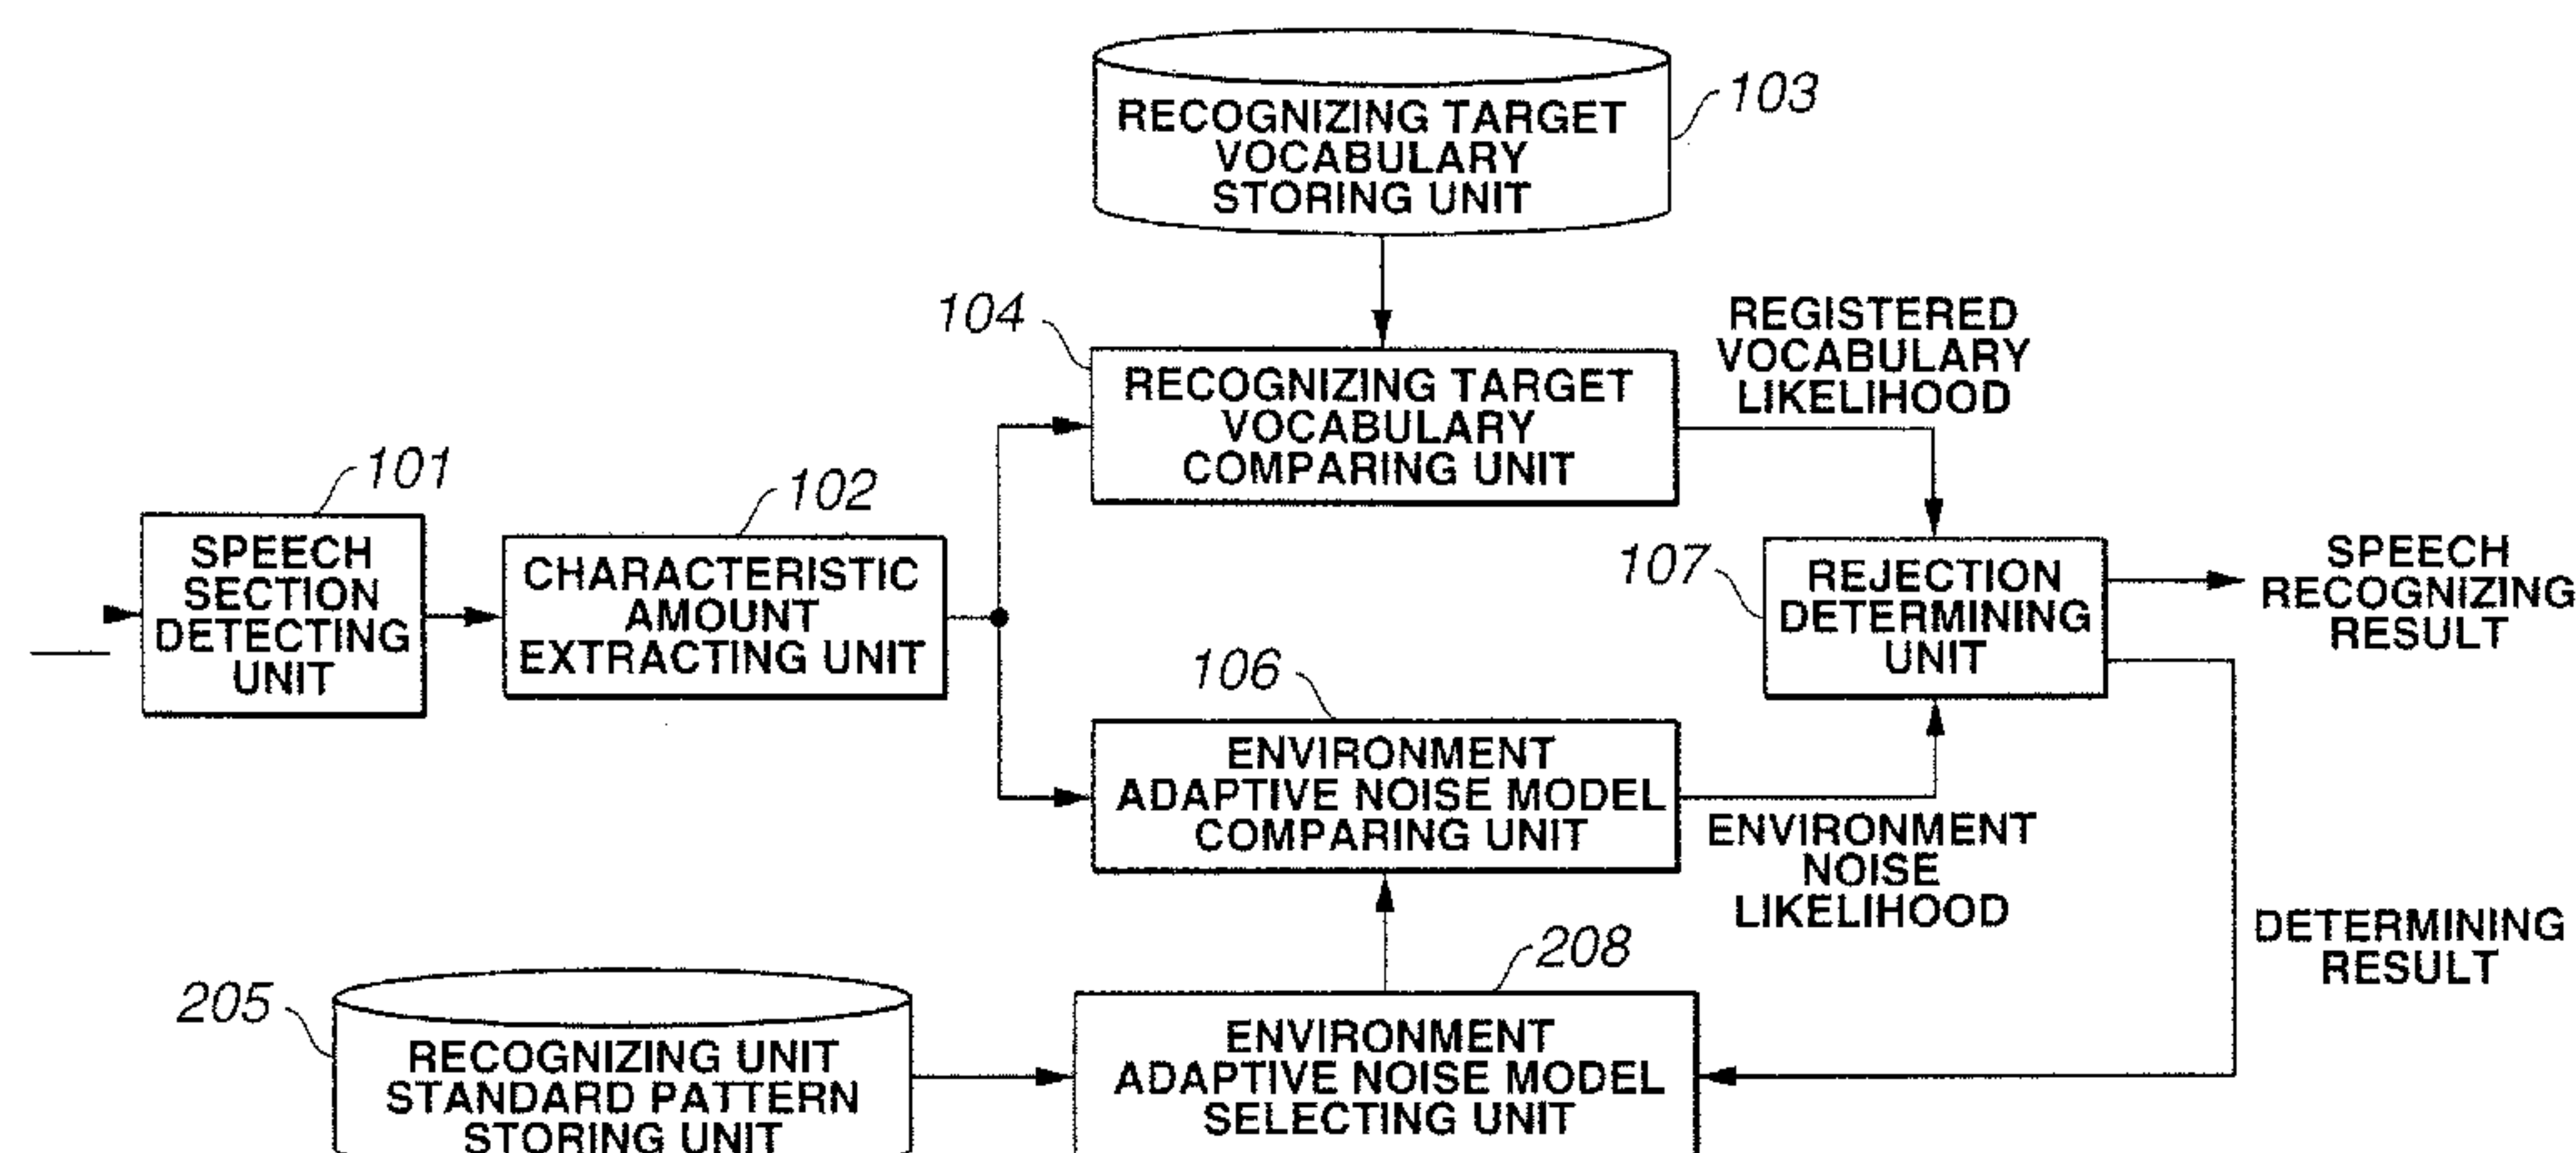 RECOGNIZING TARGET
VOCABULARY
STORING UNIT
103
104
RECOGNIZING TARGET
VOCABULARY
COMPARING UNIT
REGISTERED
VOCABULARY
LIKELIHOOD
101
SPEECH
SECTION
DETECTING
UNIT
102
CHARACTERISTIC
AMOUNT
EXTRACTING UNIT
107
REJECTION
DETERMINING
UNIT
SPEECH
RECOGNIZING
RESULT
106
ENVIRONMENT
ADAPTIVE NOISE MODEL
COMPARING UNIT
ENVIRONMENT
NOISE
LIKELIHOOD
DETERMINING
RESULT
205
RECOGNIZING UNIT
STANDARD PATTERN
STORING UNIT
208
ENVIRONMENT
ADAPTIVE NOISE MODEL
SELECTING UNIT